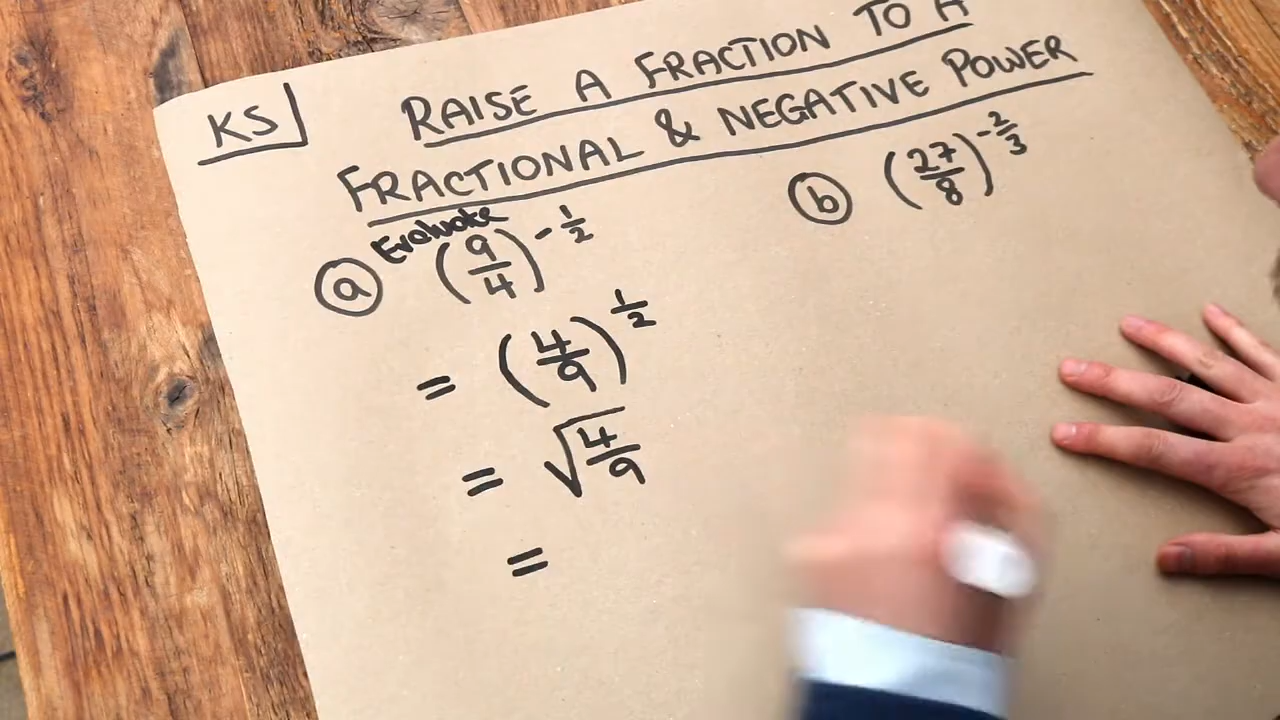 KS
RAISE A FRACTION TO A
FRACTIONAL & NEGATIVE POWER
Evaluate
a (9/4)^-1/2
= (4/9)^1/2
= √4/9
=
b (27/8)^-2/3